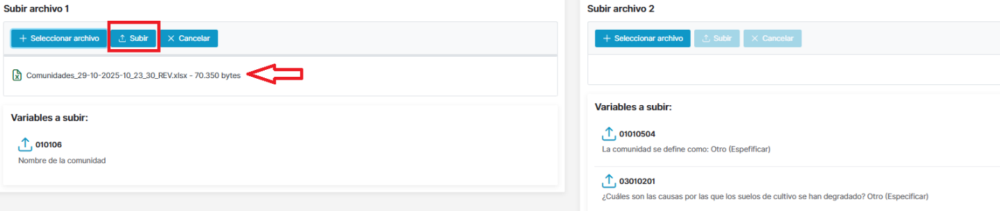 Subir archivo 1
Seleccionar archivo Subir Cancelar
Comunidades_29-10-2025-10_23_30_REV.xlsx - 70.350 bytes
Variables a subir:
010106
Nombre de la comunidad
Subir archivo 2
Seleccionar archivo Subir Cancelar
Variables a subir:
01010504
La comunidad se define como: Otro (Espefificar)
03010201
¿Cuáles son las causas por las que los suelos de cultivo se han degradado? Otro (Especificar)